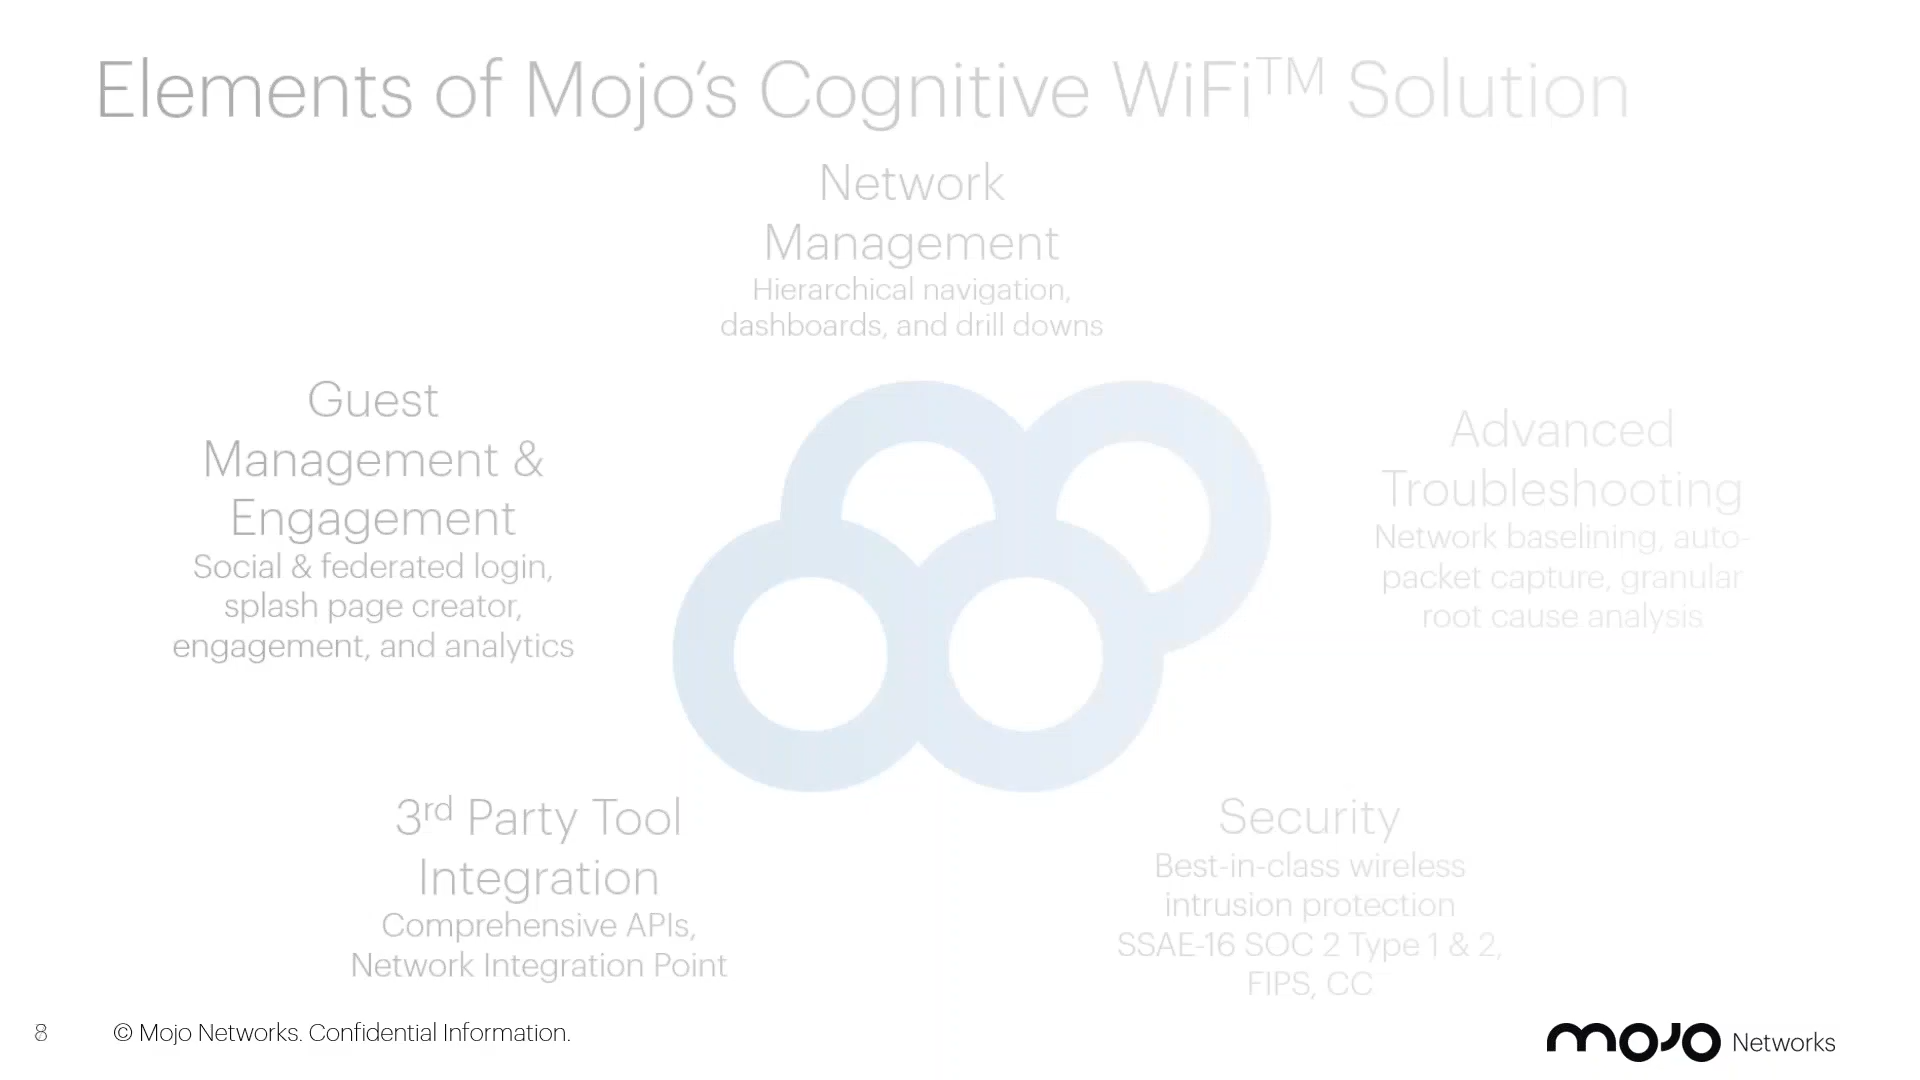 Elements of Mojo’s Cognitive WiFiTM Solution
Network
Management
Hierarchical navigation,
dashboards, and drill downs
Guest
Management &
Engagement
Social & federated login,
splash page creator,
engagement, and analytics
Advanced
Troubleshooting
Network baselining, auto-
packet capture, granular
root cause analysis
3rd Party Tool
Integration
Comprehensive APIs,
Network Integration Point
Security
Best-in-class wireless
intrusion protection
SSAE-16 SOC 2 Type 1 & 2,
FIPS, CC
8
© Mojo Networks. Confidential Information.
mojo Networks